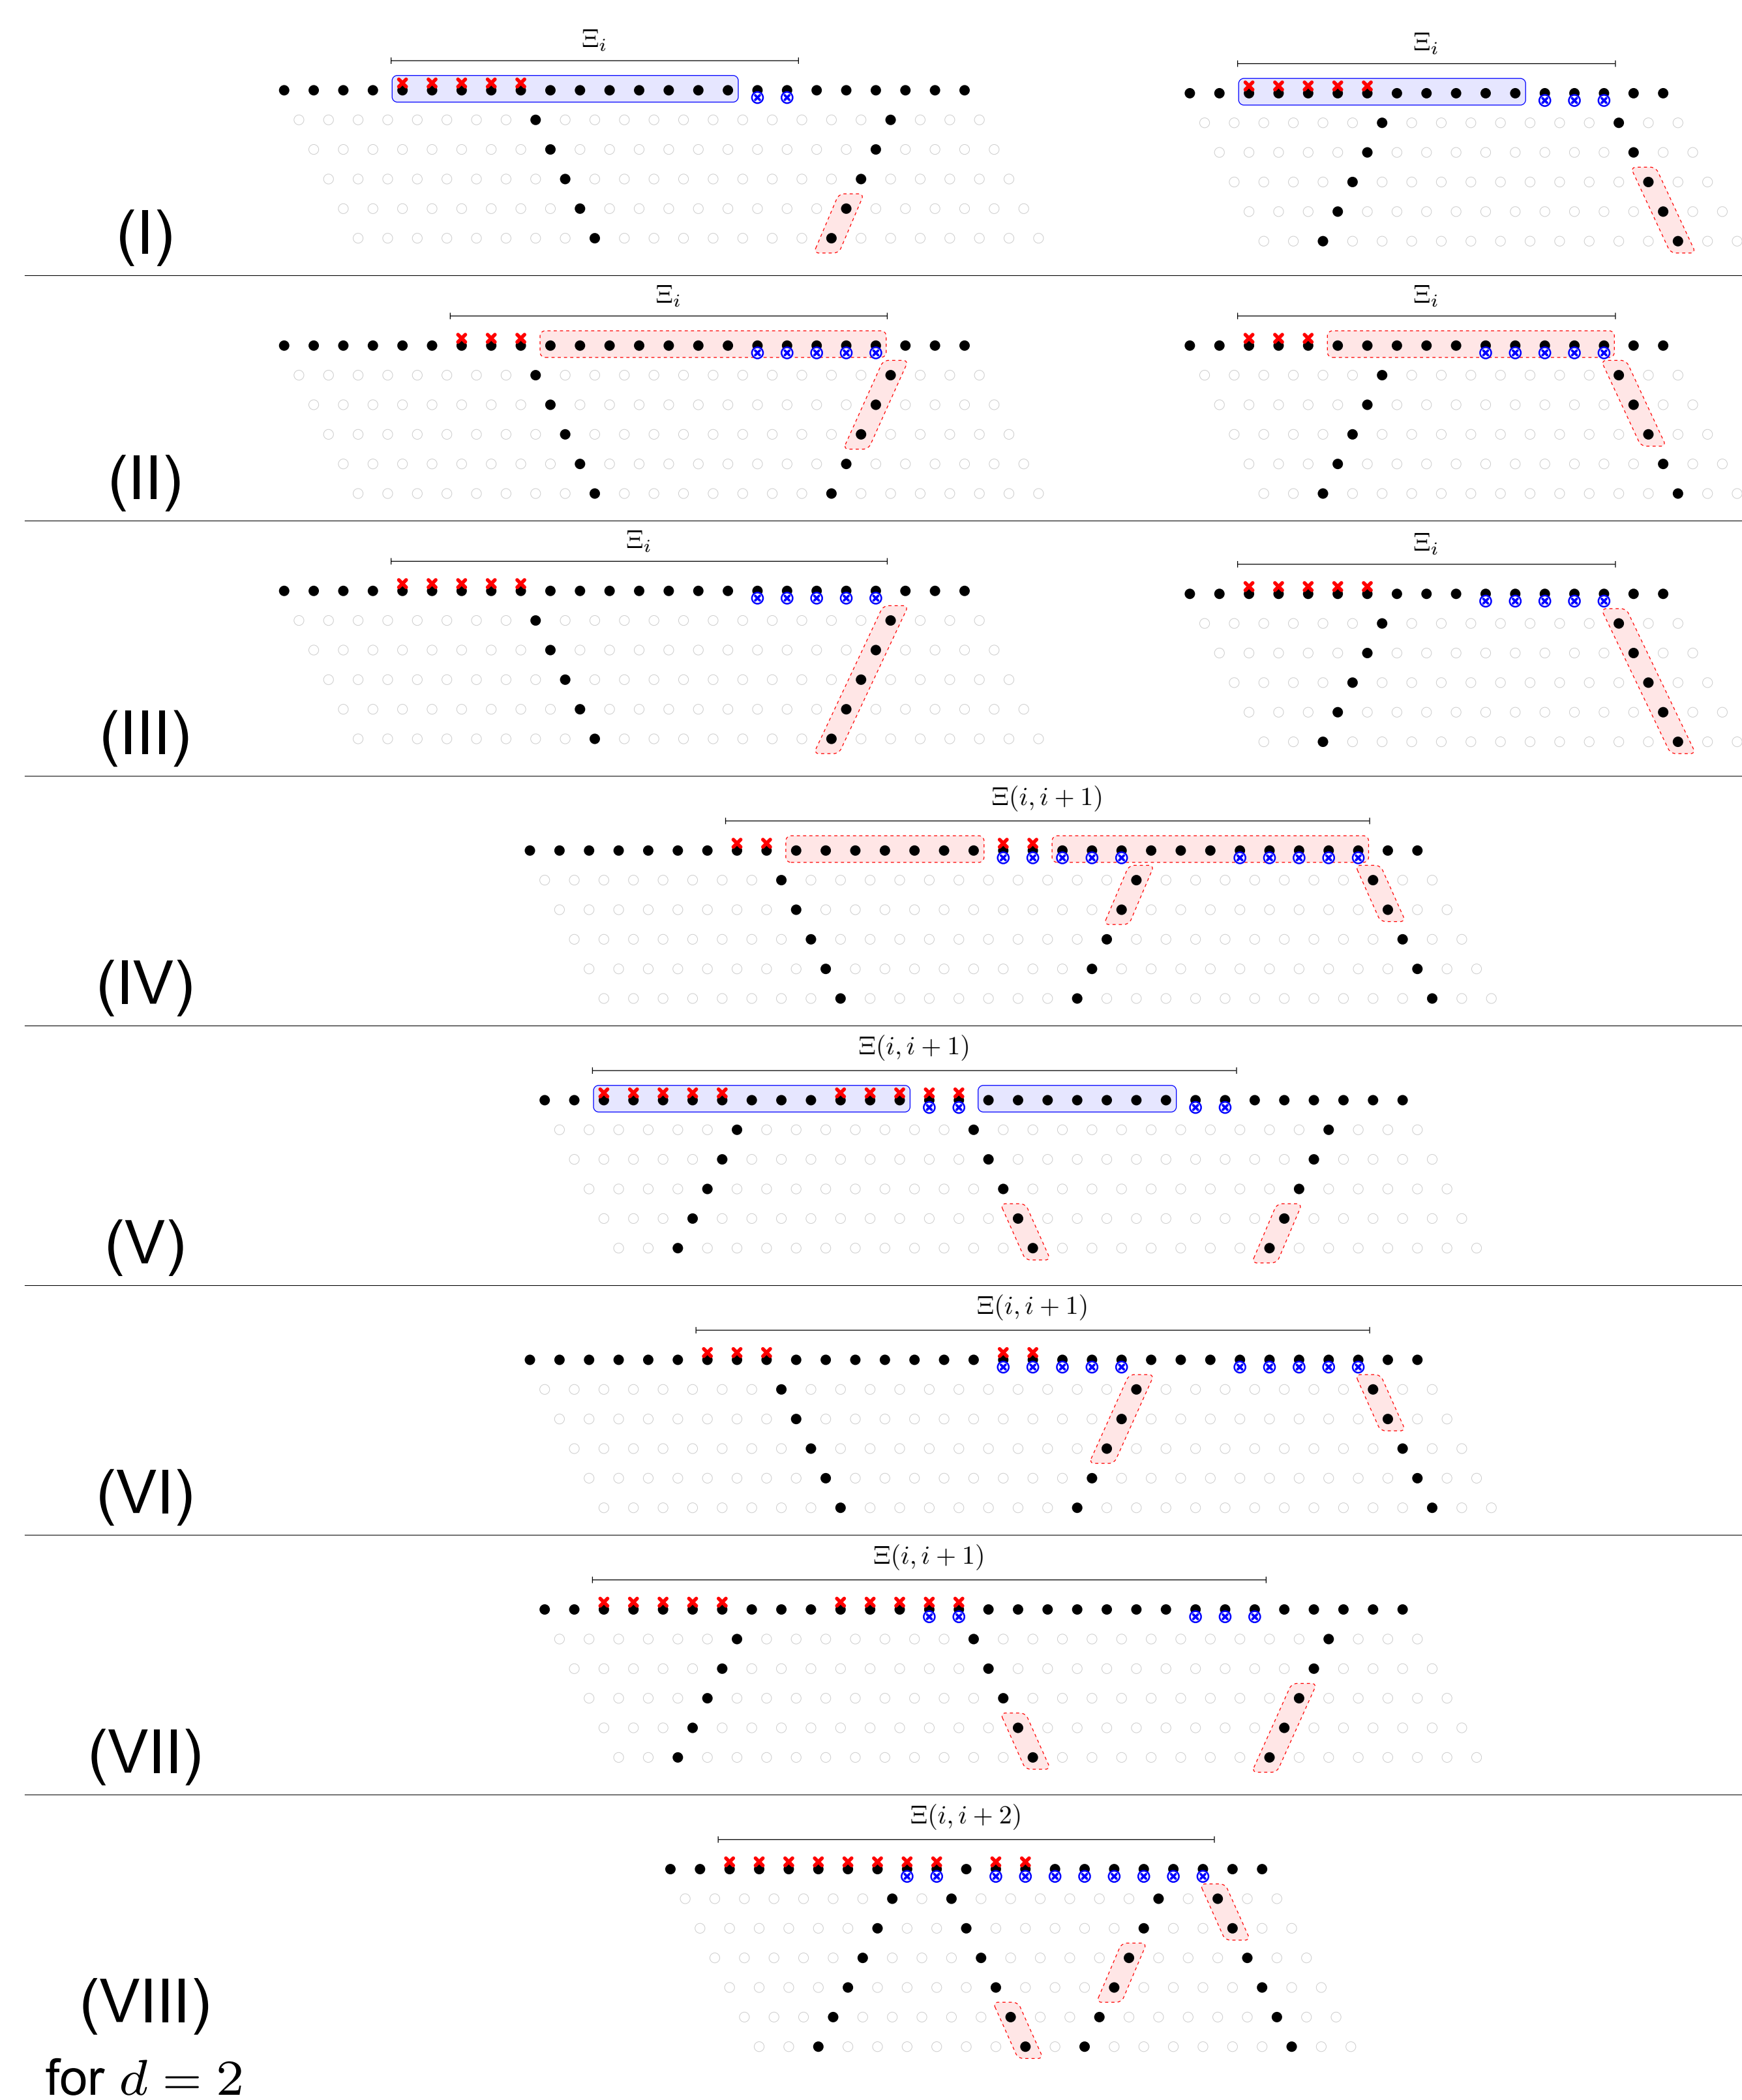 Ξ_i Ξ_i
(I)
Ξ_i Ξ_i
(II)
Ξ_i Ξ_i
(III)
Ξ(i, i + 1)
(IV)
Ξ(i, i + 1)
(V)
Ξ(i, i + 1)
(VI)
Ξ(i, i + 1)
(VII)
Ξ(i, i + 2)
(VIII)
for d = 2